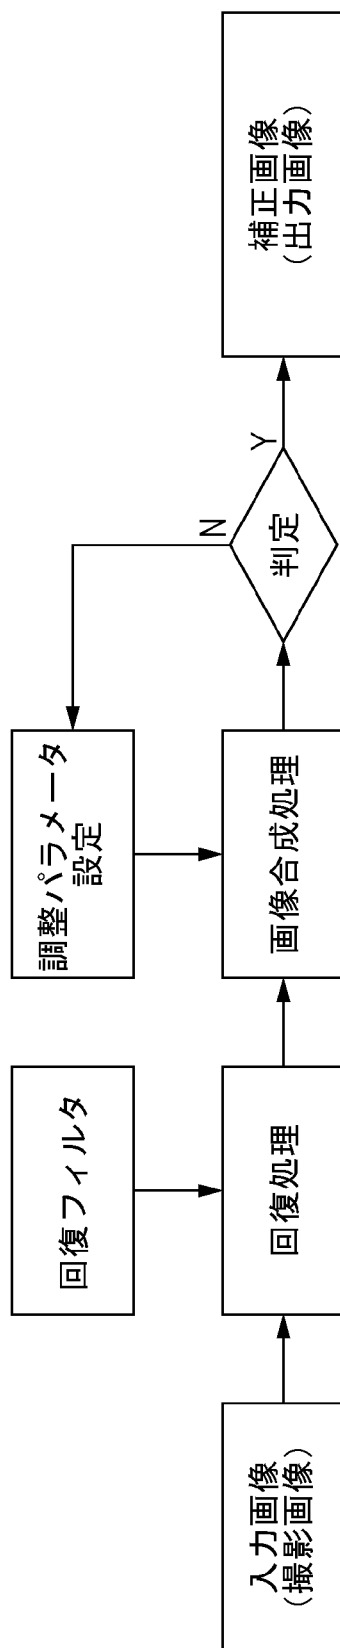 入力画像
（撮影画像）
回復フィルタ
回復処理
調整パラメータ
設定
画像合成処理
判定
N
Y
補正画像
（出力画像）